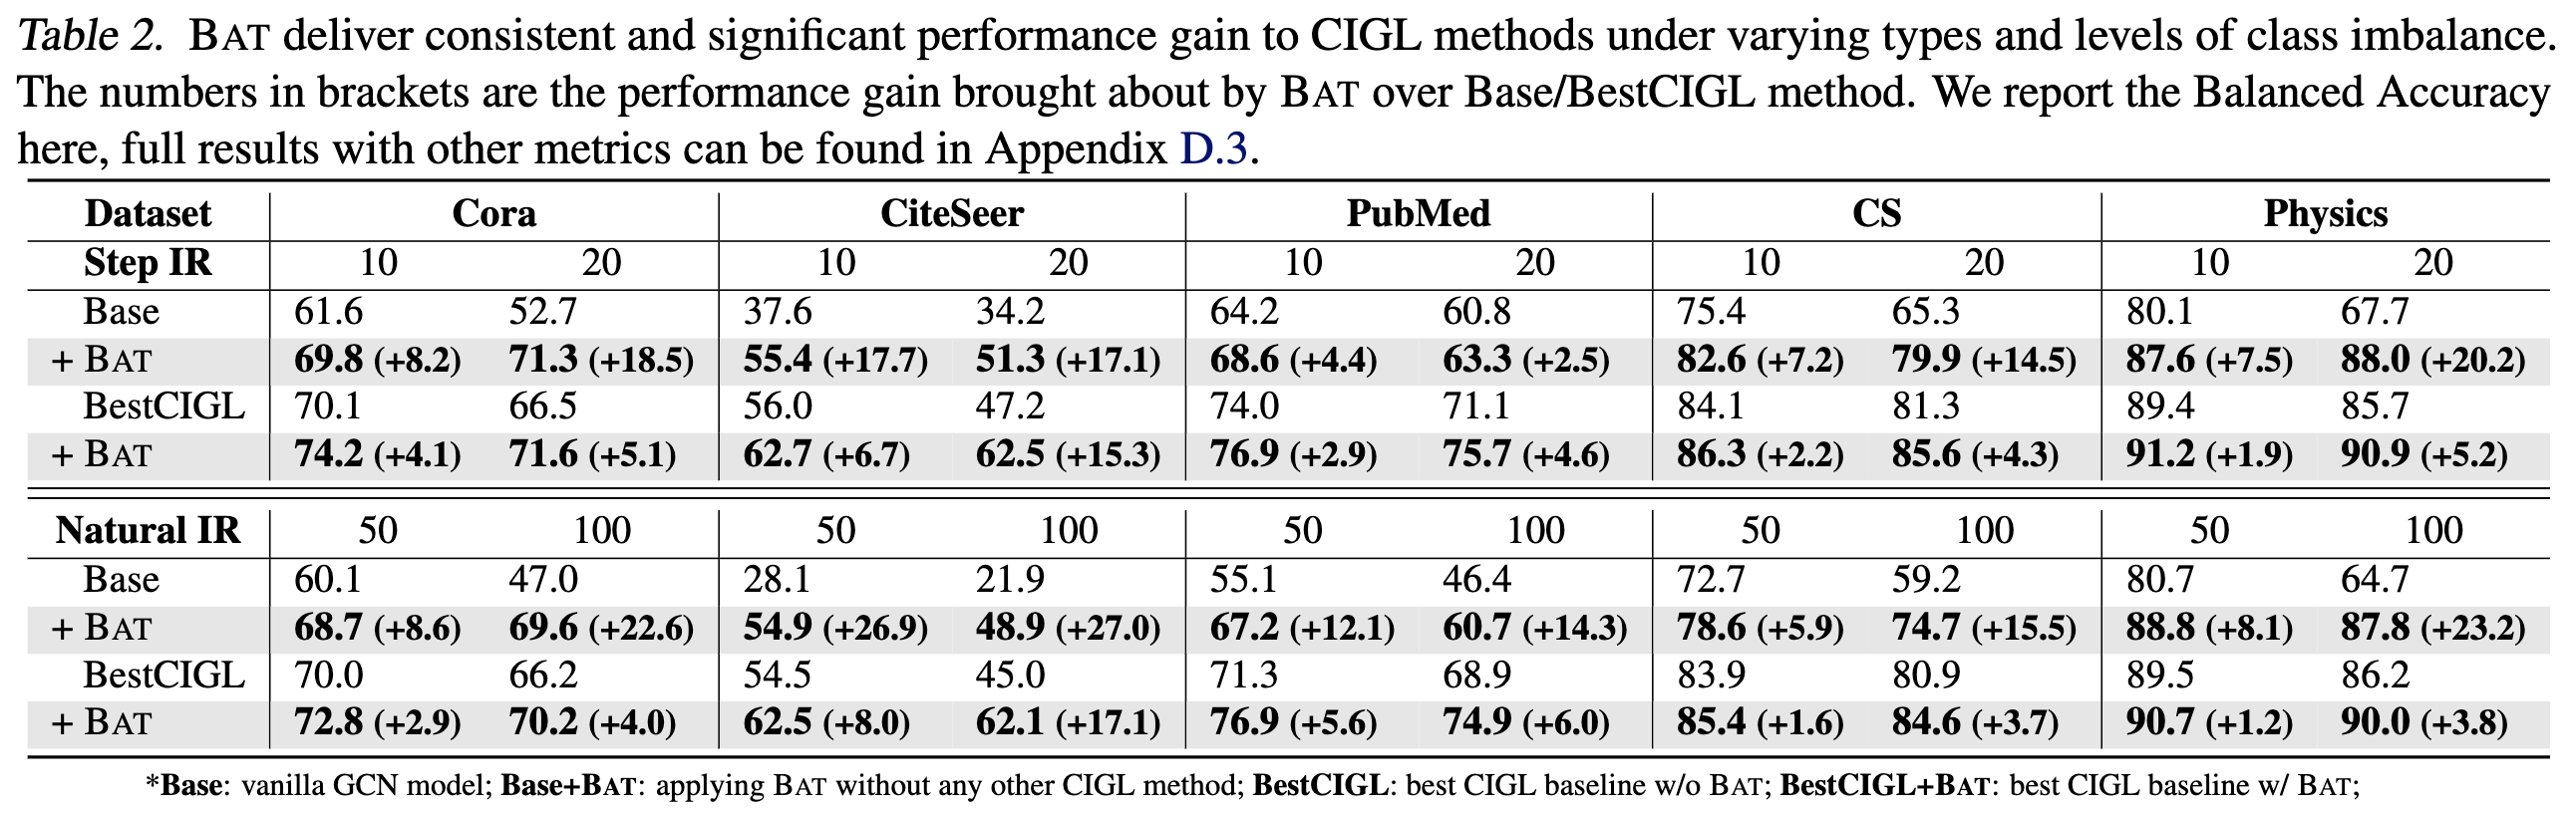 Table 2. BAT deliver consistent and significant performance gain to CIGL methods under varying types and levels of class imbalance.
The numbers in brackets are the performance gain brought about by BAT over Base/BestCIGL method. We report the Balanced Accuracy
here, full results with other metrics can be found in Appendix D.3.
Dataset Cora CiteSeer PubMed CS Physics
Step IR 10 20 10 20 10 20 10 20 10 20
Base 61.6 52.7 37.6 34.2 64.2 60.8 75.4 65.3 80.1 67.7
+ BAT 69.8 (+8.2) 71.3 (+18.5) 55.4 (+17.7) 51.3 (+17.1) 68.6 (+4.4) 63.3 (+2.5) 82.6 (+7.2) 79.9 (+14.5) 87.6 (+7.5) 88.0 (+20.2)
BestCIGL 70.1 66.5 56.0 47.2 74.0 71.1 84.1 81.3 89.4 85.7
+ BAT 74.2 (+4.1) 71.6 (+5.1) 62.7 (+6.7) 62.5 (+15.3) 76.9 (+2.9) 75.7 (+4.6) 86.3 (+2.2) 85.6 (+4.3) 91.2 (+1.9) 90.9 (+5.2)
Natural IR 50 100 50 100 50 100 50 100 50 100
Base 60.1 47.0 28.1 21.9 55.1 46.4 72.7 59.2 80.7 64.7
+ BAT 68.7 (+8.6) 69.6 (+22.6) 54.9 (+26.9) 48.9 (+27.0) 67.2 (+12.1) 60.7 (+14.3) 78.6 (+5.9) 74.7 (+15.5) 88.8 (+8.1) 87.8 (+23.2)
BestCIGL 70.0 66.2 54.5 45.0 71.3 68.9 83.9 80.9 89.5 86.2
+ BAT 72.8 (+2.9) 70.2 (+4.0) 62.5 (+8.0) 62.1 (+17.1) 76.9 (+5.6) 74.9 (+6.0) 85.4 (+1.6) 84.6 (+3.7) 90.7 (+1.2) 90.0 (+3.8)
*Base: vanilla GCN model; Base+BAT: applying BAT without any other CIGL method; BestCIGL: best CIGL baseline w/o BAT; BestCIGL+BAT: best CIGL baseline w/ BAT;